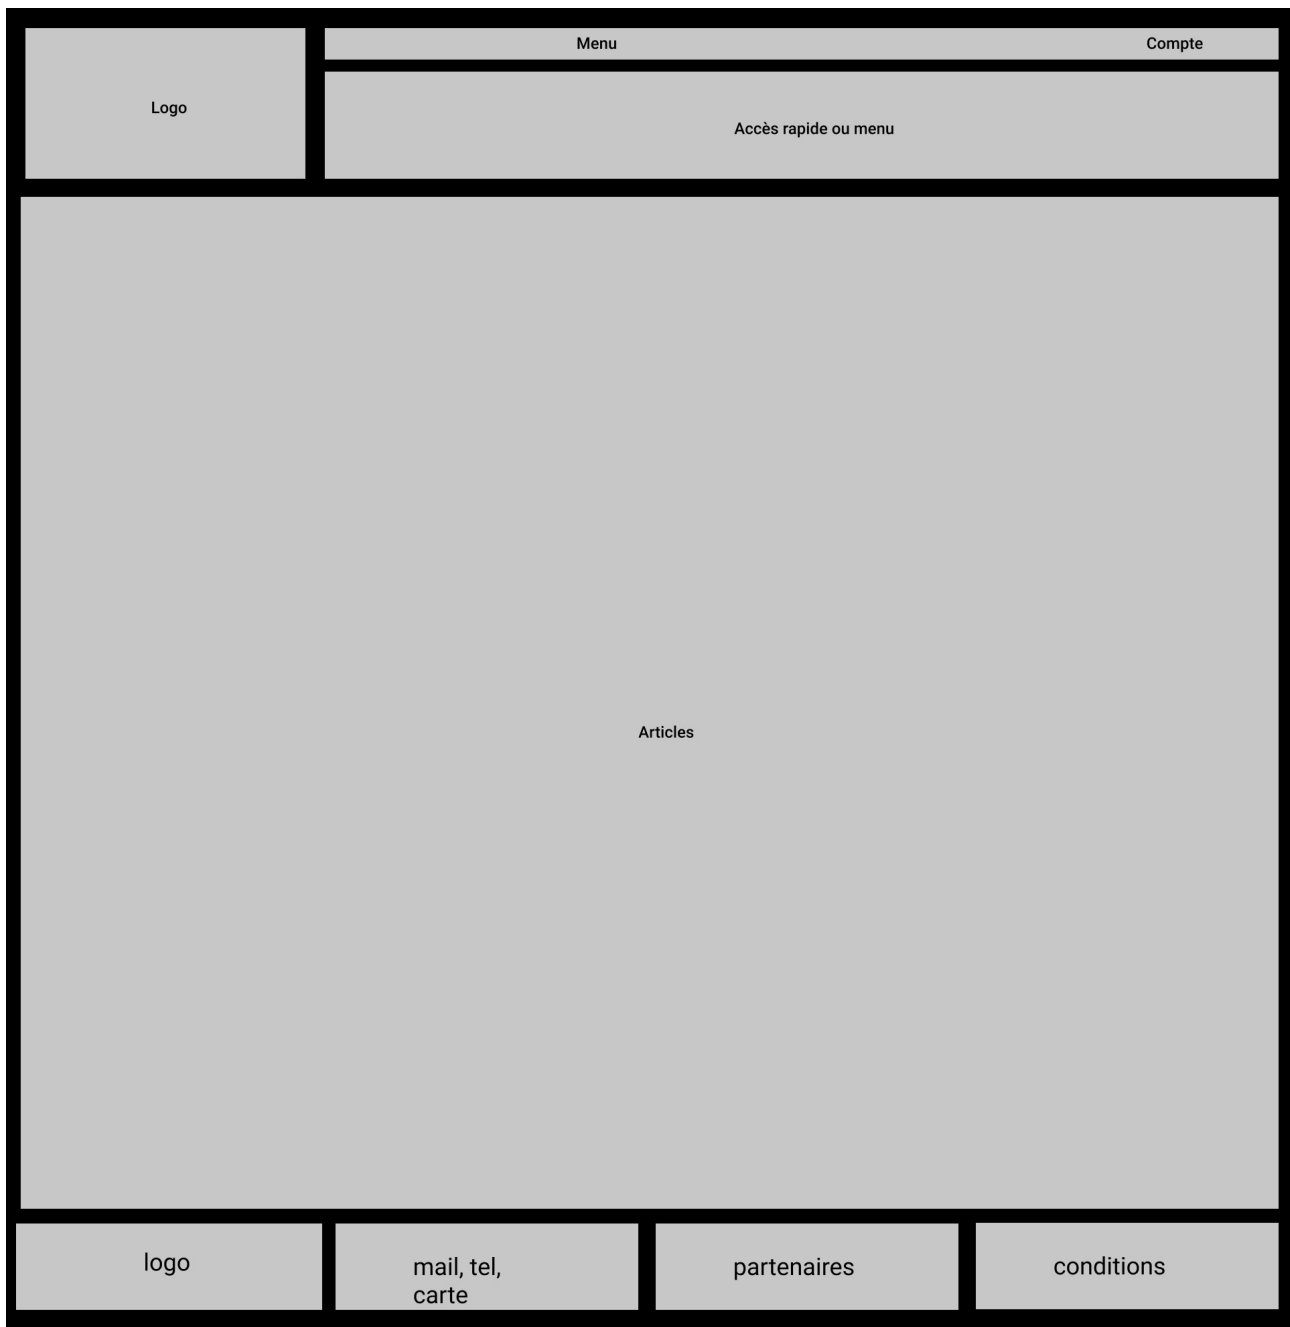 Menu
Compte
Logo
Accès rapide ou menu
Articles
logo
mail, tel,
carte
partenaires
conditions